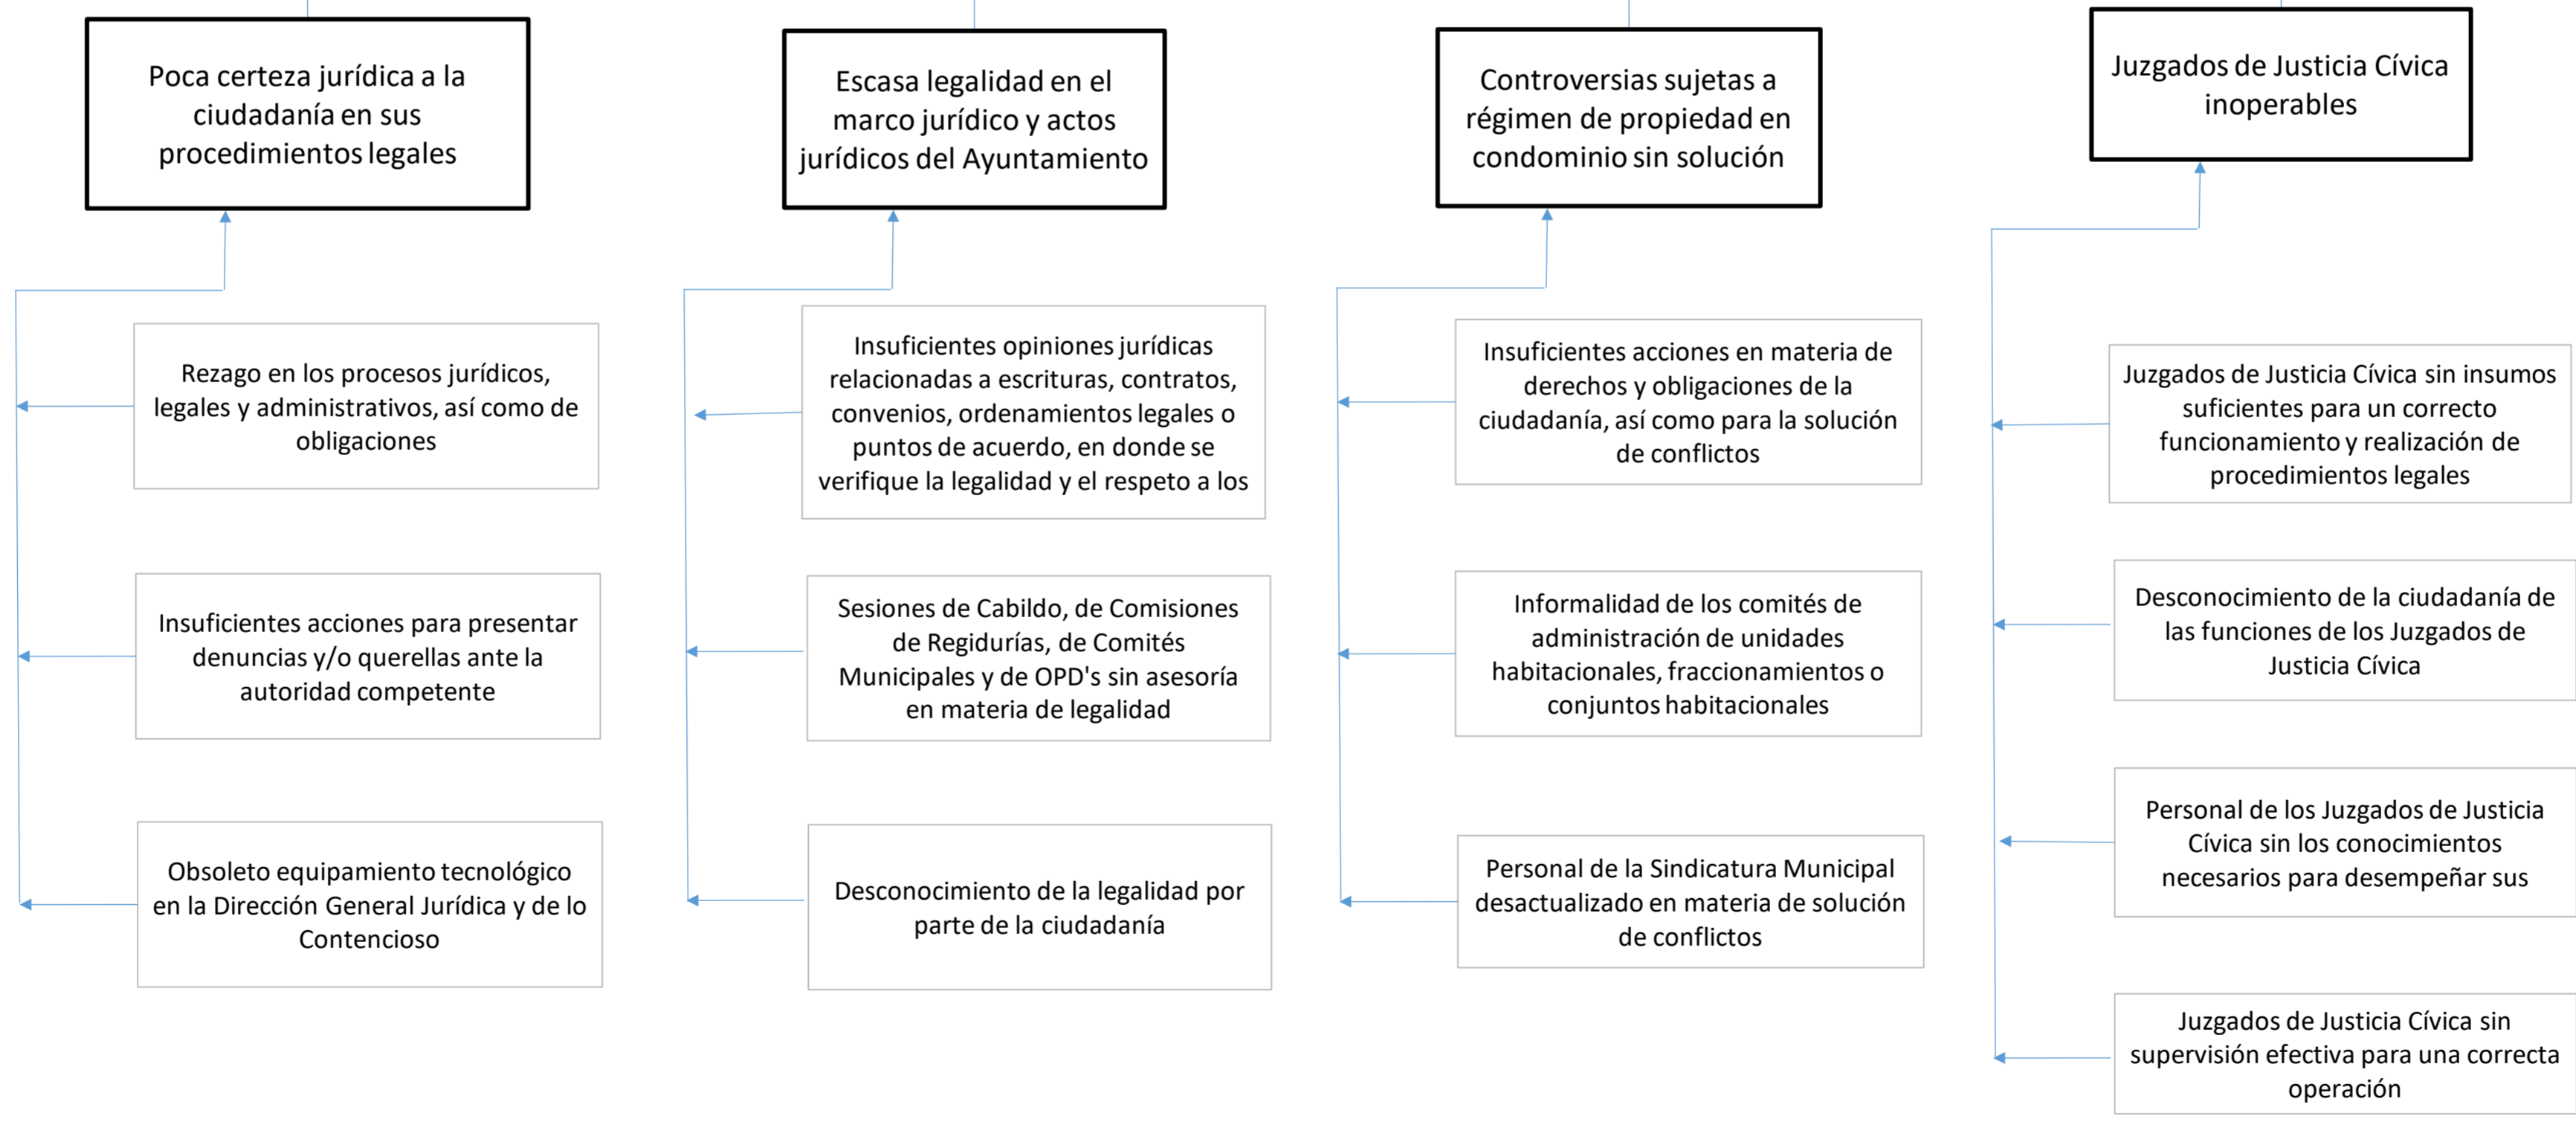 Poca certeza jurídica a la
ciudadanía en sus
procedimientos legales
Rezago en los procesos jurídicos,
legales y administrativos, así como de
obligaciones
Insuficientes acciones para presentar
denuncias y/o querellas ante la
autoridad competente
Obsoleto equipamiento tecnológico
en la Dirección General Jurídica y de lo
Contencioso
Escasa legalidad en el
marco jurídico y actos
jurídicos del Ayuntamiento
Insuficientes opiniones jurídicas
relacionadas a escrituras, contratos,
convenios, ordenamientos legales o
puntos de acuerdo, en donde se
verifique la legalidad y el respeto a los
Sesiones de Cabildo, de Comisiones
de Regidurías, de Comités
Municipales y de OPD's sin asesoría
en materia de legalidad
Desconocimiento de la legalidad por
parte de la ciudadanía
Controversias sujetas a
régimen de propiedad en
condominio sin solución
Insuficientes acciones en materia de
derechos y obligaciones de la
ciudadanía, así como para la solución
de conflictos
Informalidad de los comités de
administración de unidades
habitacionales, fraccionamientos o
conjuntos habitacionales
Personal de la Sindicatura Municipal
desactualizado en materia de solución
de conflictos
Juzgados de Justicia Cívica
inoperables
Juzgados de Justicia Cívica sin insumos
suficientes para un correcto
funcionamiento y realización de
procedimientos legales
Desconocimiento de la ciudadanía de
las funciones de los Juzgados de
Justicia Cívica
Personal de los Juzgados de Justicia
Cívica sin los conocimientos
necesarios para desempeñar sus
Juzgados de Justicia Cívica sin
supervisión efectiva para una correcta
operación